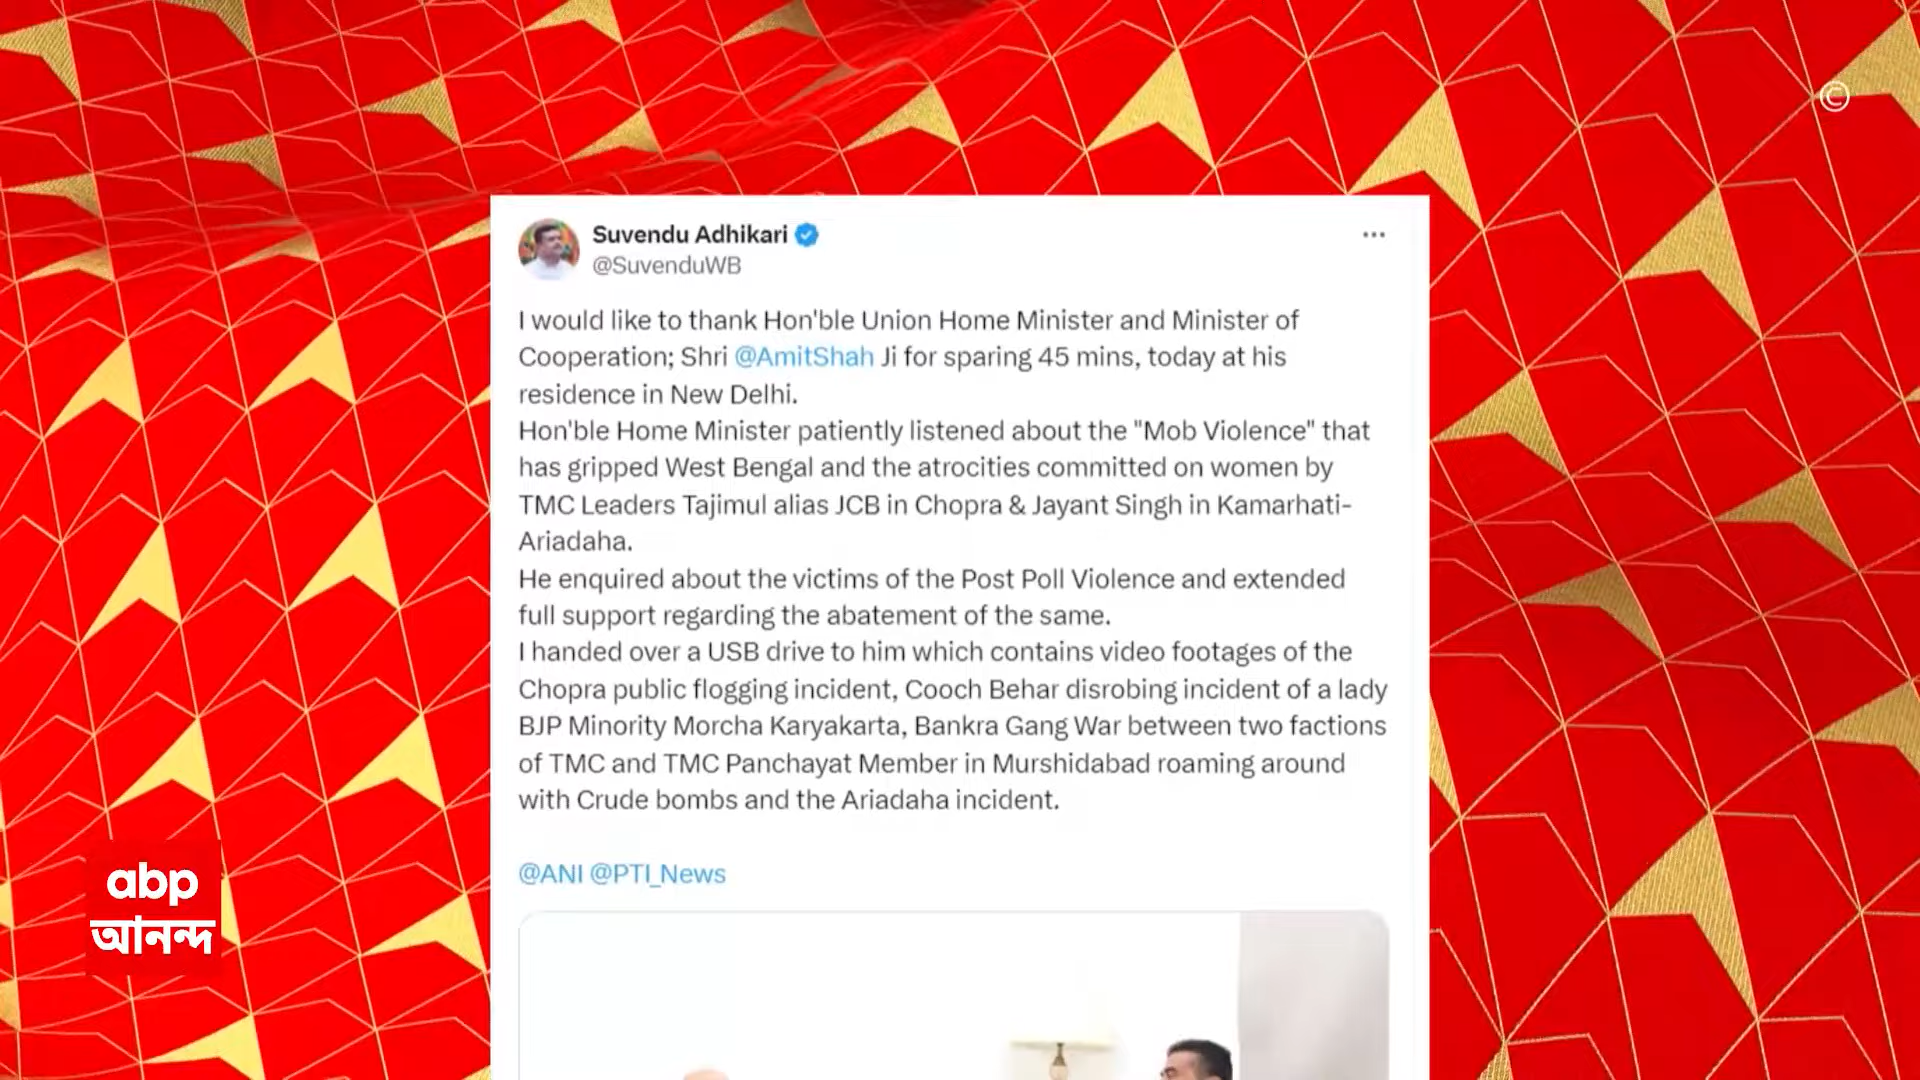 ©
Suvendu Adhikari
@SuvenduWB
I would like to thank Hon'ble Union Home Minister and Minister of
Cooperation; Shri @AmitShah Ji for sparing 45 mins, today at his
residence in New Delhi.
Hon'ble Home Minister patiently listened about the "Mob Violence" that
has gripped West Bengal and the atrocities committed on women by
TMC Leaders Tajimul alias JCB in Chopra & Jayant Singh in Kamarhati-
Ariadaha.
He enquired about the victims of the Post Poll Violence and extended
full support regarding the abatement of the same.
I handed over a USB drive to him which contains video footages of the
Chopra public flogging incident, Cooch Behar disrobing incident of a lady
BJP Minority Morcha Karyakarta, Bankra Gang War between two factions
of TMC and TMC Panchayat Member in Murshidabad roaming around
with Crude bombs and the Ariadaha incident.
@ANI @PTI_News
abp
আনন্দ